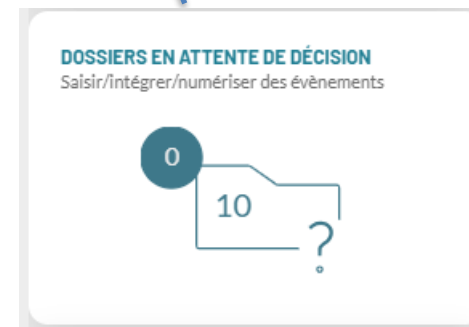 DOSSIERS EN ATTENTE DE DÉCISION
Saisir/intégrer/numériser des évènements
0
10
?